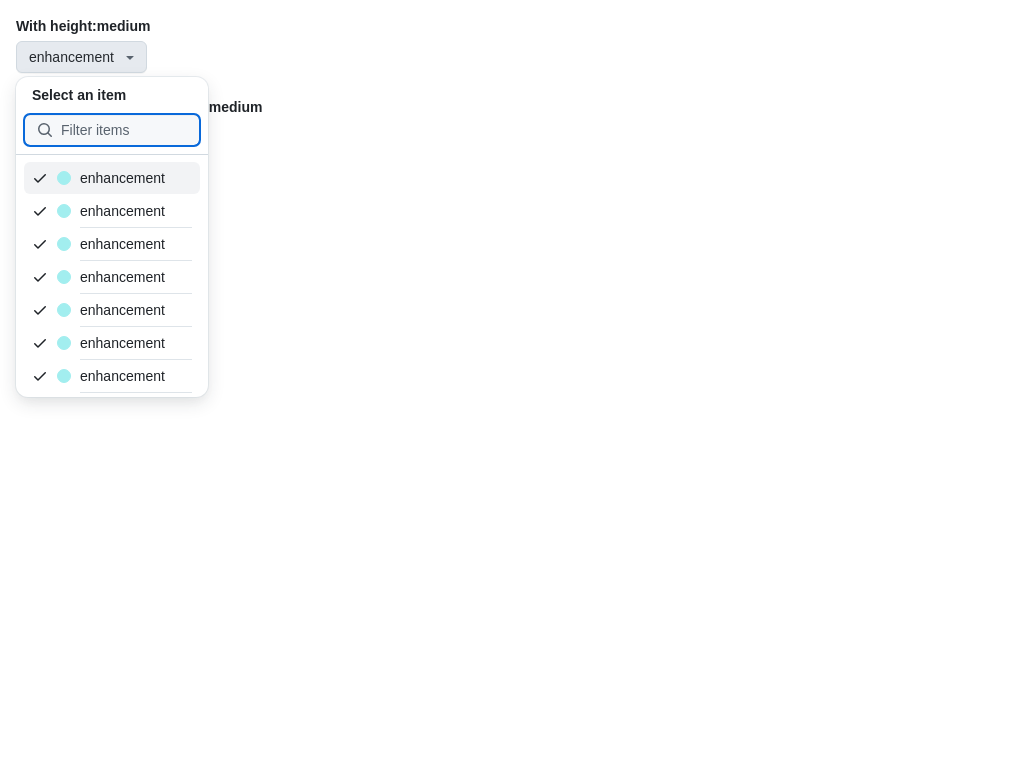 With height:medium
enhancement
Select an item
medium
Filter items
enhancement
enhancement
enhancement
enhancement
enhancement
enhancement
enhancement